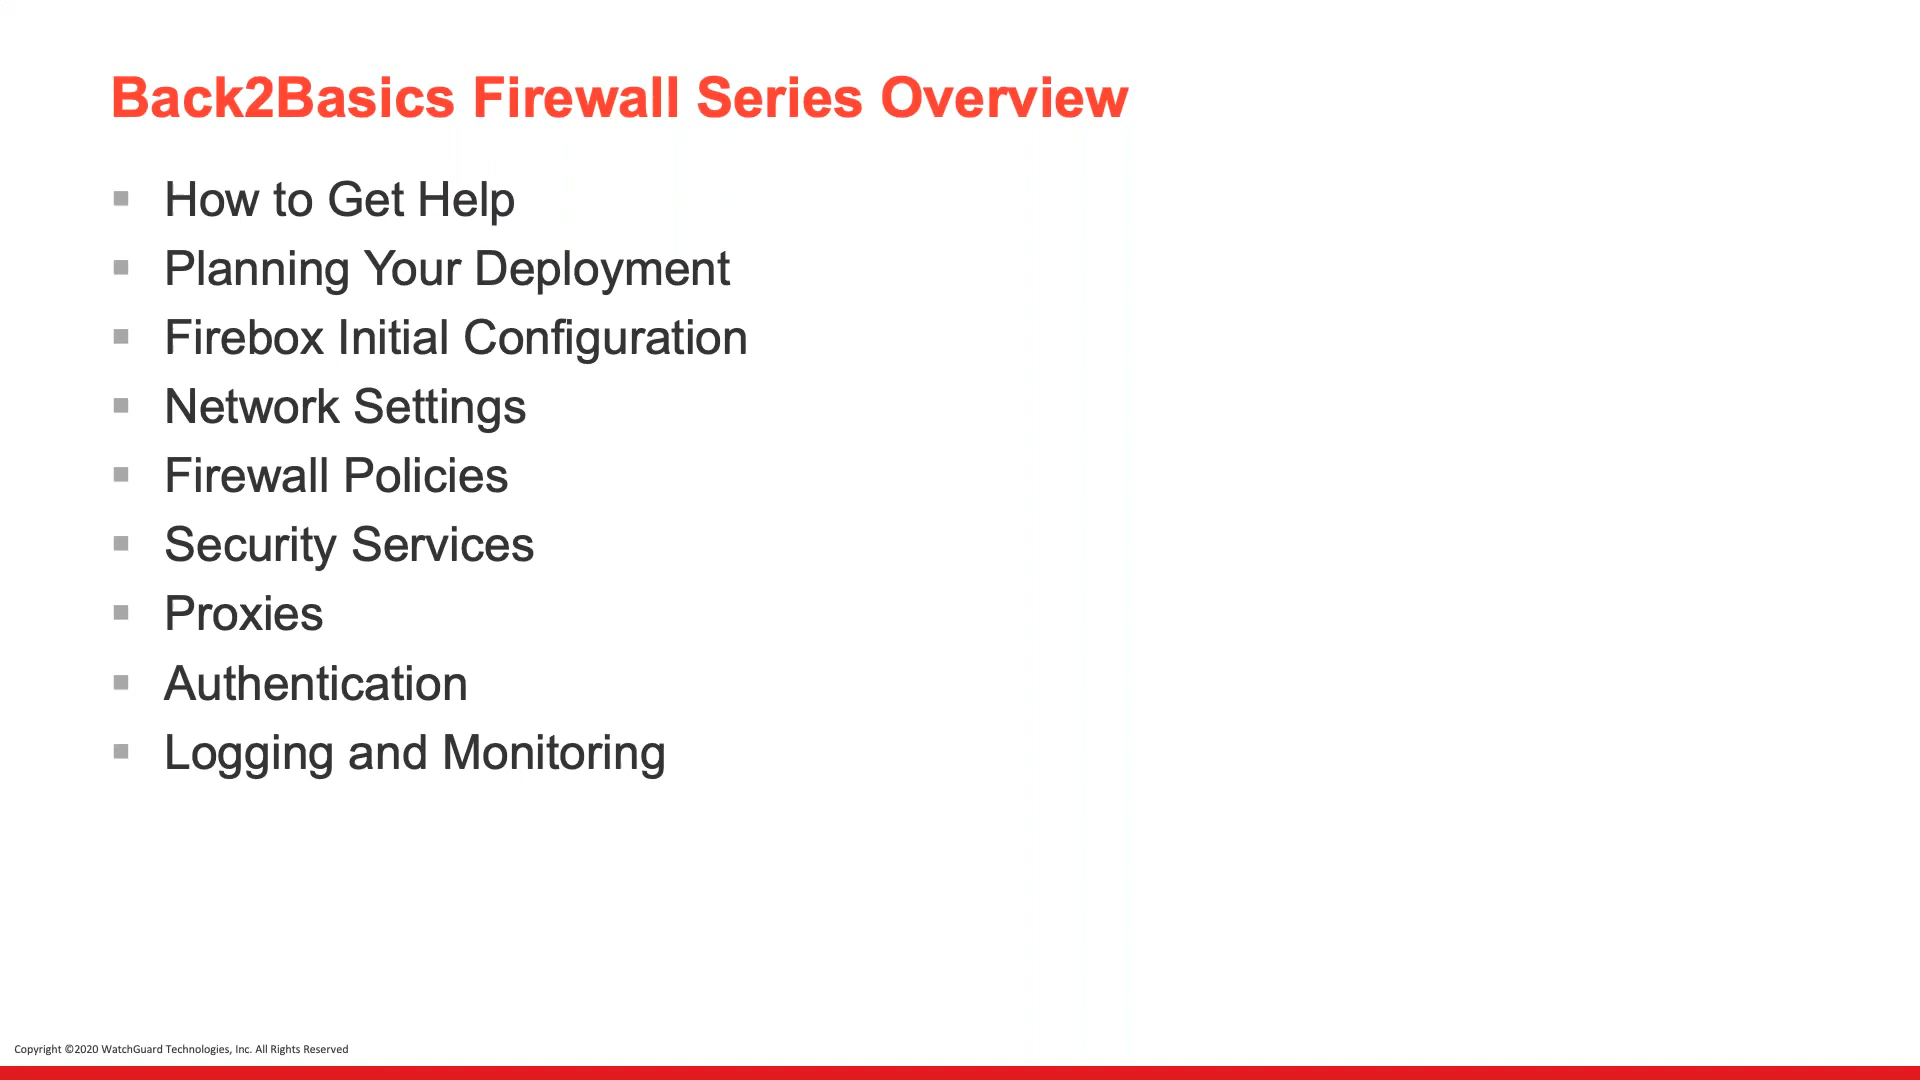 Back2Basics Firewall Series Overview
▪ How to Get Help
▪ Planning Your Deployment
▪ Firebox Initial Configuration
▪ Network Settings
▪ Firewall Policies
▪ Security Services
▪ Proxies
▪ Authentication
▪ Logging and Monitoring
Copyright ©2020 WatchGuard Technologies, Inc. All Rights Reserved